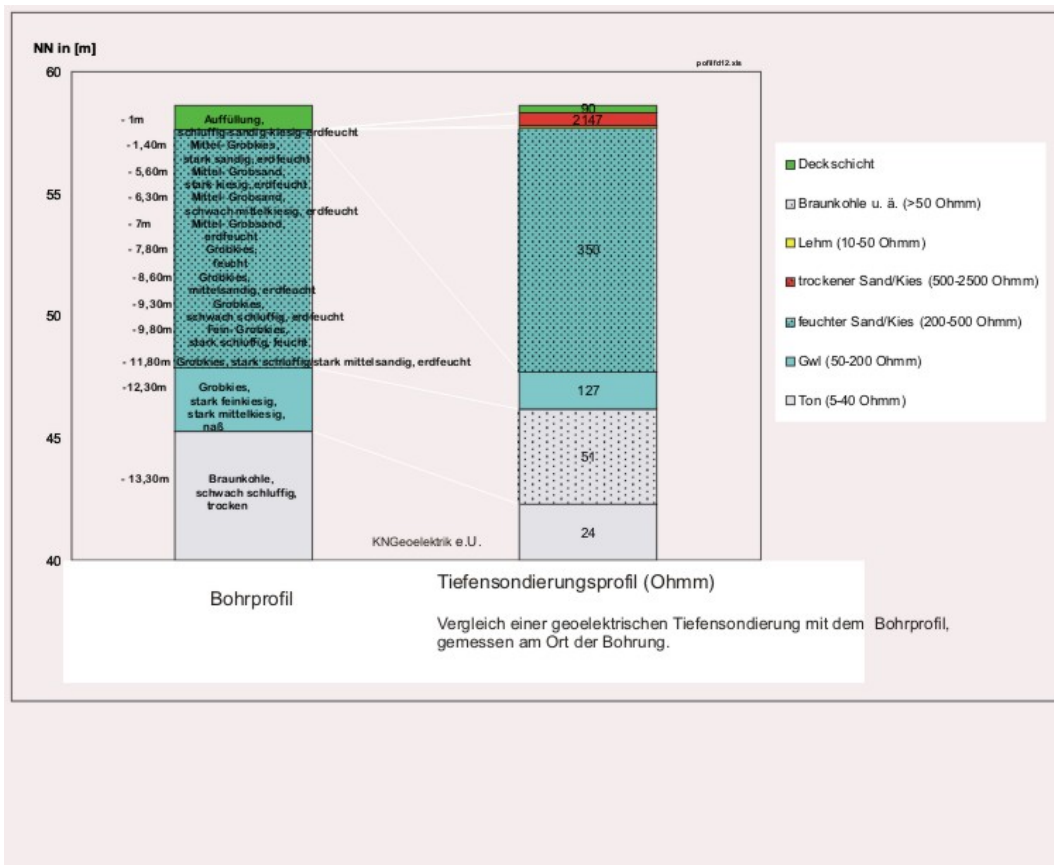 NN in [m]
pofilfd12.xls
60
55
50
45
40
- 1m
Auffüllung,
schluffig-sandig-kiesig-erdfeucht
- 1,40m
Mittel- Grobkies,
stark sandig, erdfeucht
- 5,60m
Mittel- Grobsand,
stark kiesig, erdfeucht
- 6,30m
Mittel- Grobsand,
schwach mittelkiesig, erdfeucht
- 7m
Mittel- Grobsand,
erdfeucht
- 7,80m
Grobkies,
feucht
- 8,60m
Grobkies,
mittelsandig, erdfeucht
- 9,30m
Grobkies,
schwach schluffig, erdfeucht
- 9,80m
Fein- Grobkies,
stark schluffig, feucht
- 11,80m
Grobkies, stark schluffig/stark mittelsandig, erdfeucht
-12,30m
Grobkies,
stark feinkiesig,
stark mittelkiesig,
naß
- 13,30m
Braunkohle,
schwach schluffig,
trocken
90
2147
350
127
51
24
KNGeoelektrik e.U.
Deckschicht
Braunkohle u. ä. (>50 Ohmm)
Lehm (10-50 Ohmm)
trockener Sand/Kies (500-2500 Ohmm)
feuchter Sand/Kies (200-500 Ohmm)
Gwl (50-200 Ohmm)
Ton (5-40 Ohmm)
Bohrprofil
Tiefensondierungsprofil (Ohmm)
Vergleich einer geoelektrischen Tiefensondierung mit dem Bohrprofil,
gemessen am Ort der Bohrung.